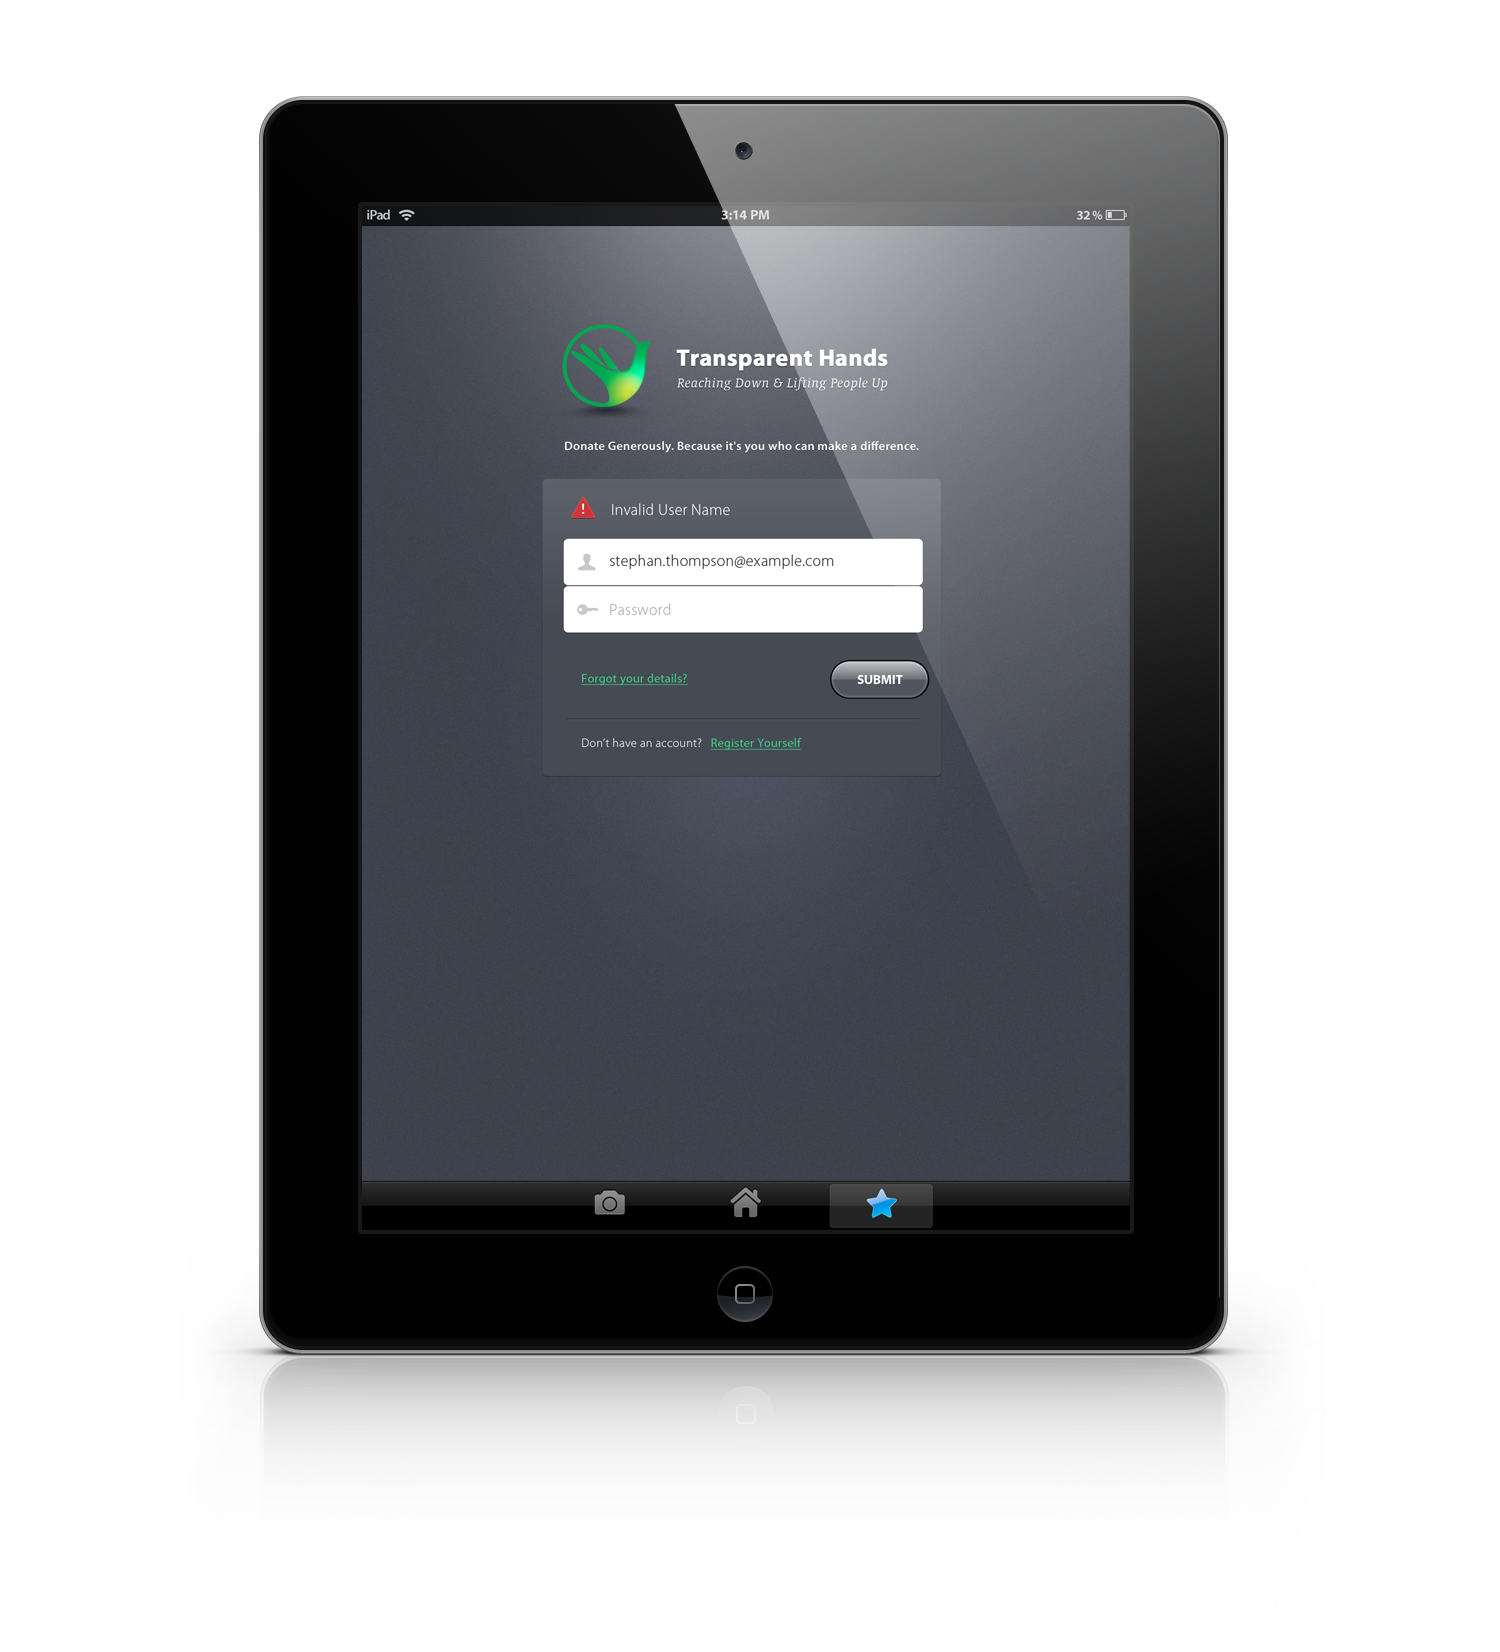 iPad 3:14 PM 32 %
Transparent Hands
Reaching Down & Lifting People Up
Donate Generously. Because it's you who can make a difference.
! Invalid User Name
stephan.thompson@example.com
Password
Forgot your details? SUBMIT
Don't have an account? Register Yourself